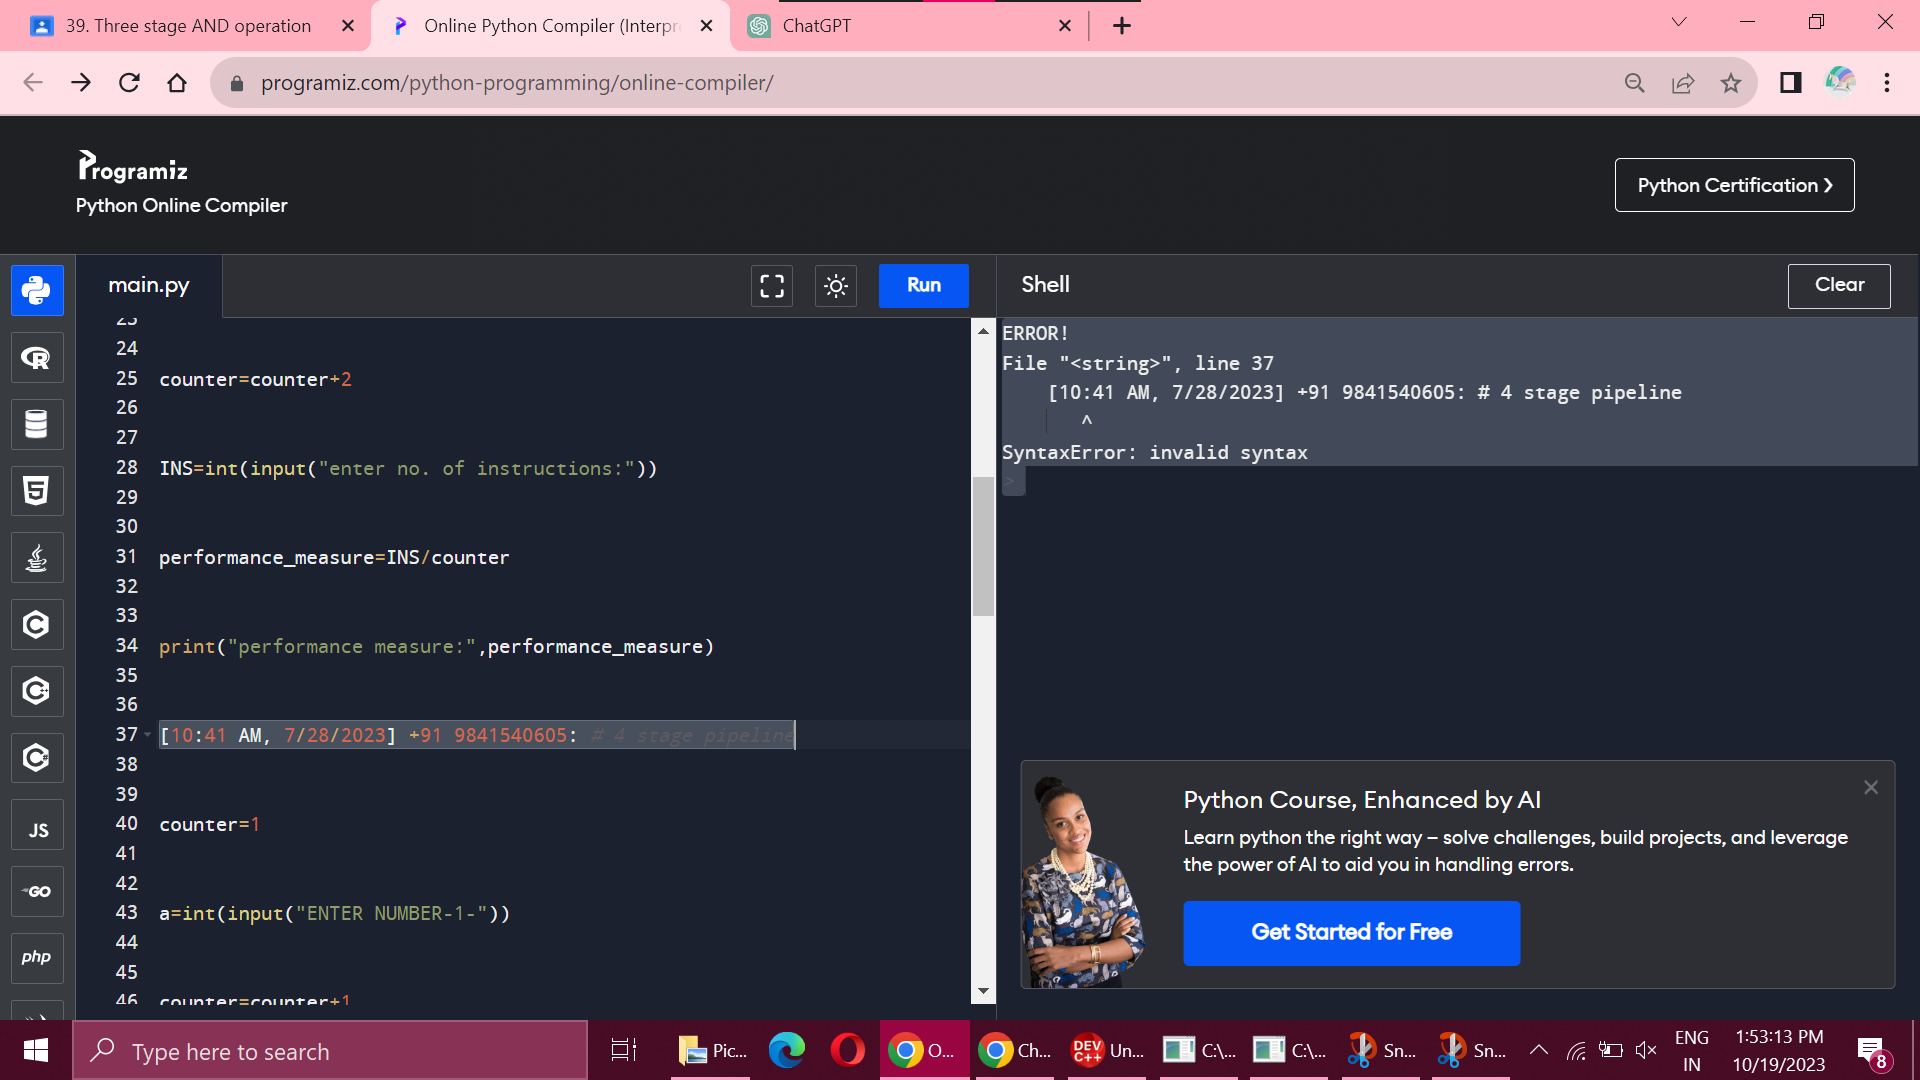 39. Three stage AND operation
Online Python Compiler (Interpr
ChatGPT
programiz.com/python-programming/online-compiler/
Programiz
Python Online Compiler
Python Certification ❯
main.py
Run
Shell
Clear
23
24
25 counter=counter+2
26
27
28 INS=int(input("enter no. of instructions:"))
29
30
31 performance_measure=INS/counter
32
33
34 print("performance measure:",performance_measure)
35
36
37 [10:41 AM, 7/28/2023] +91 9841540605: # 4 stage pipeline
38
39
40 counter=1
41
42
43 a=int(input("ENTER NUMBER-1-"))
44
45
46 counter=counter+1
ERROR!
File "<string>", line 37
[10:41 AM, 7/28/2023] +91 9841540605: # 4 stage pipeline
^
SyntaxError: invalid syntax
>
JS
GO
php
Python Course, Enhanced by AI
Learn python the right way – solve challenges, build projects, and leverage
the power of AI to aid you in handling errors.
Get Started for Free
Type here to search
Pic...
O...
Ch...
DEV C++
Un...
C:\...
C:\...
Sn...
Sn...
ENG
IN
1:53:13 PM
10/19/2023
8